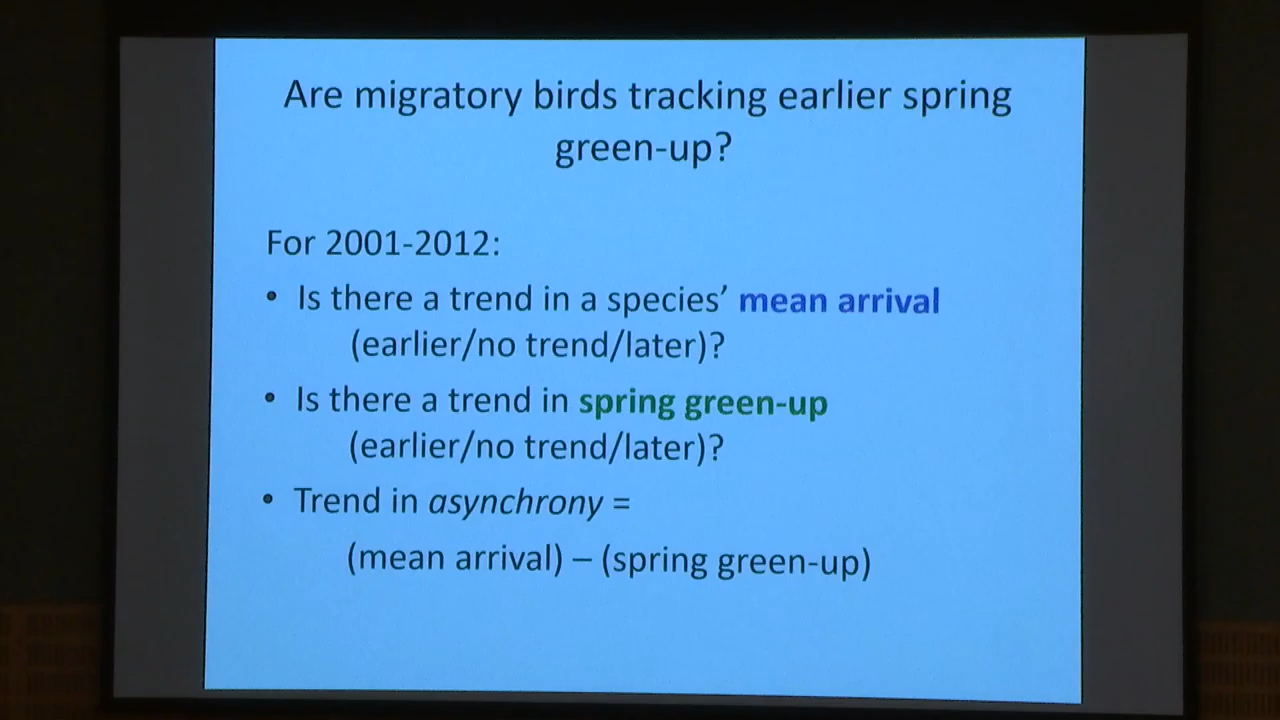 Are migratory birds tracking earlier spring
green-up?
For 2001-2012:
• Is there a trend in a species’ mean arrival
(earlier/no trend/later)?
• Is there a trend in spring green-up
(earlier/no trend/later)?
• Trend in asynchrony =
(mean arrival) – (spring green-up)